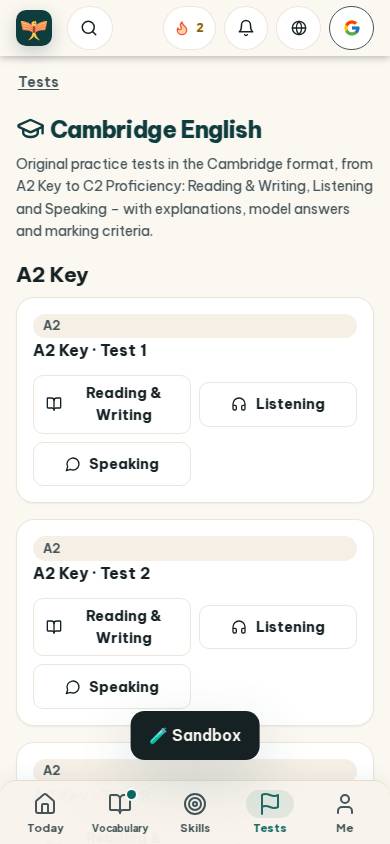 2
Tests
Cambridge English
Original practice tests in the Cambridge format, from
A2 Key to C2 Proficiency: Reading & Writing, Listening
and Speaking – with explanations, model answers
and marking criteria.
A2 Key
A2
A2 Key · Test 1
Reading &
Writing
Listening
Speaking
A2
A2 Key · Test 2
Reading &
Writing
Listening
Speaking
🧪 Sandbox
A2
Today
Vocabulary
Skills
Tests
Me